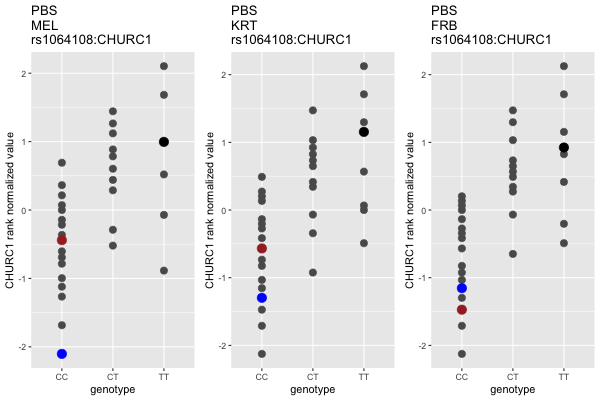 PBS
MEL
rs1064108:CHURC1
CHURC1 rank normalized value
2
1
0
-1
-2
CC CT TT
genotype
PBS
KRT
rs1064108:CHURC1
CHURC1 rank normalized value
2
1
0
-1
-2
CC CT TT
genotype
PBS
FRB
rs1064108:CHURC1
CHURC1 rank normalized value
2
1
0
-1
-2
CC CT TT
genotype